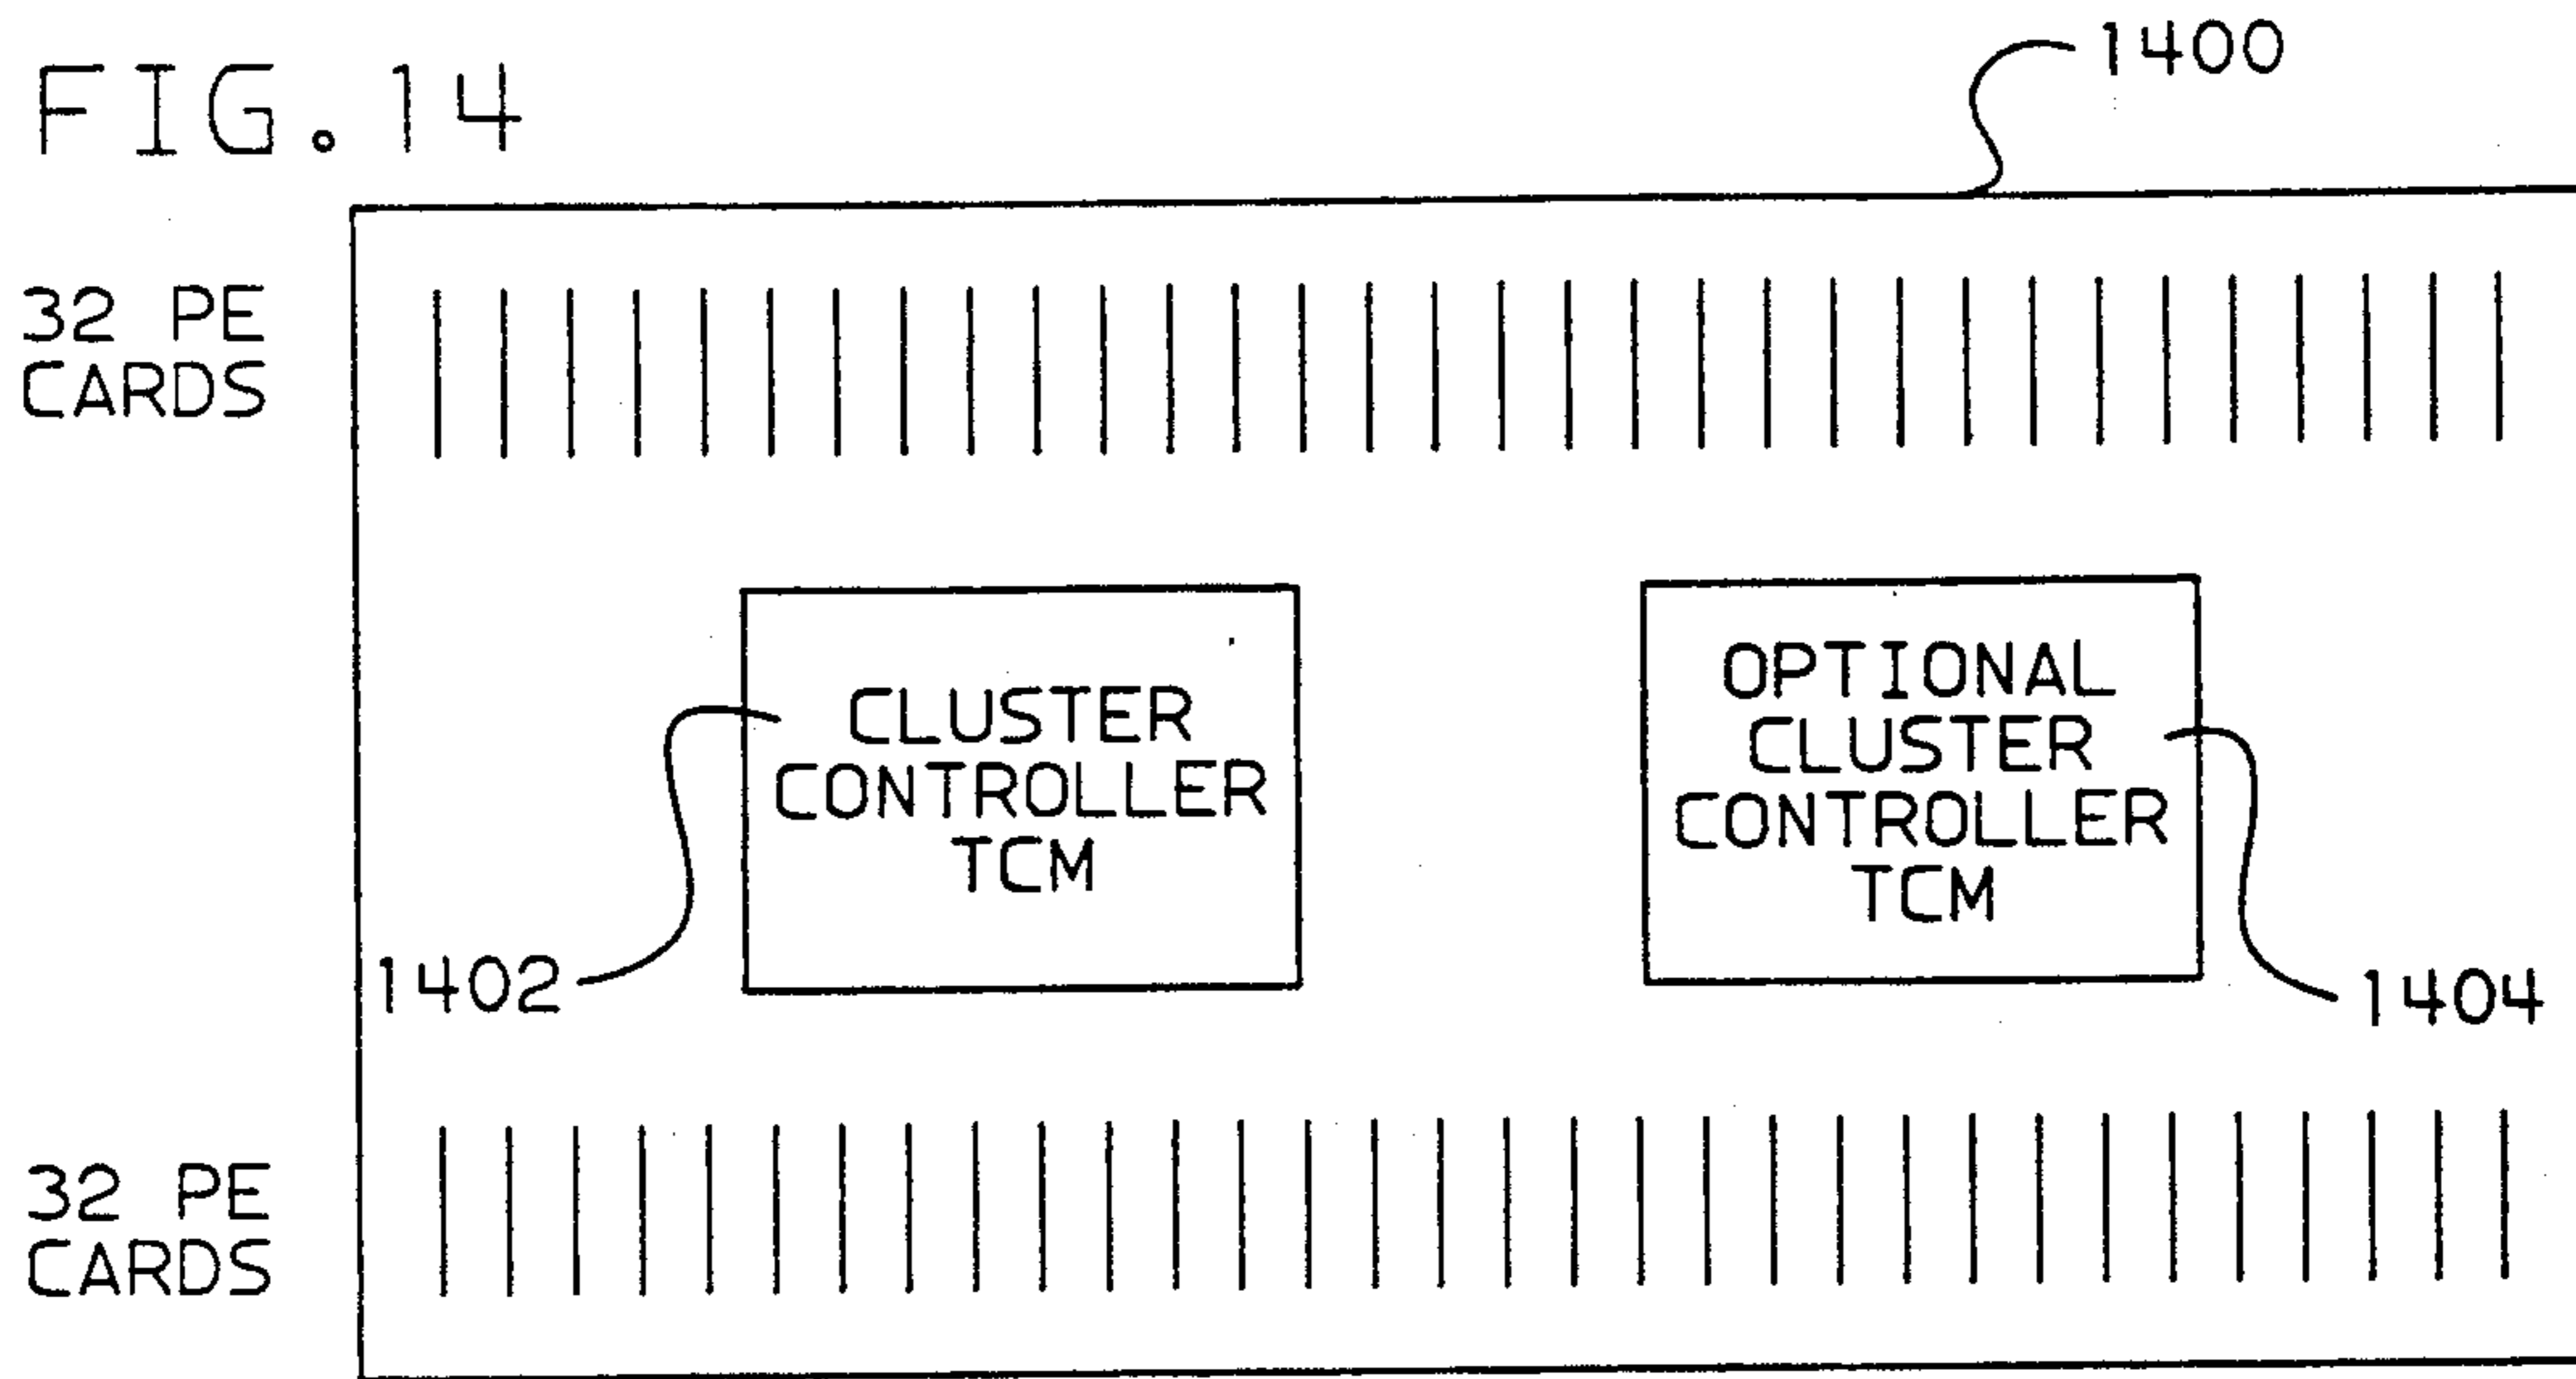 FIG. 14
1400
32 PE
CARDS
CLUSTER
CONTROLLER
TCM
OPTIONAL
CLUSTER
CONTROLLER
TCM
1402
1404
32 PE
CARDS